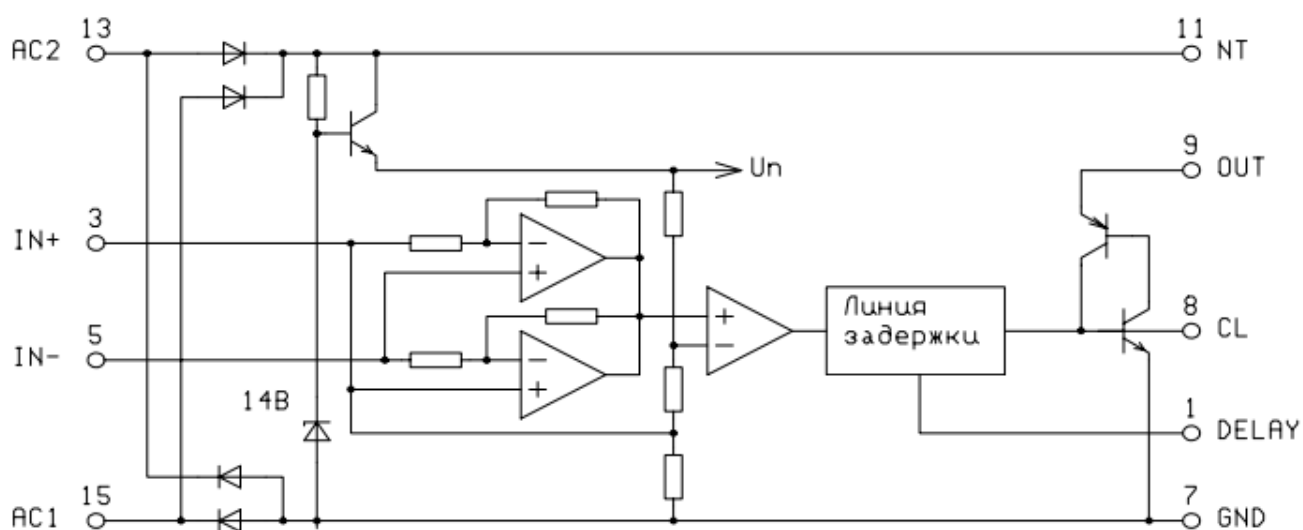 AC2 13
11 NT
Un
9 OUT
3 IN+
−
+
5 IN−
−
+
+
−
Линия
задержки
8 CL
14В
1 DELAY
AC1 15
7 GND